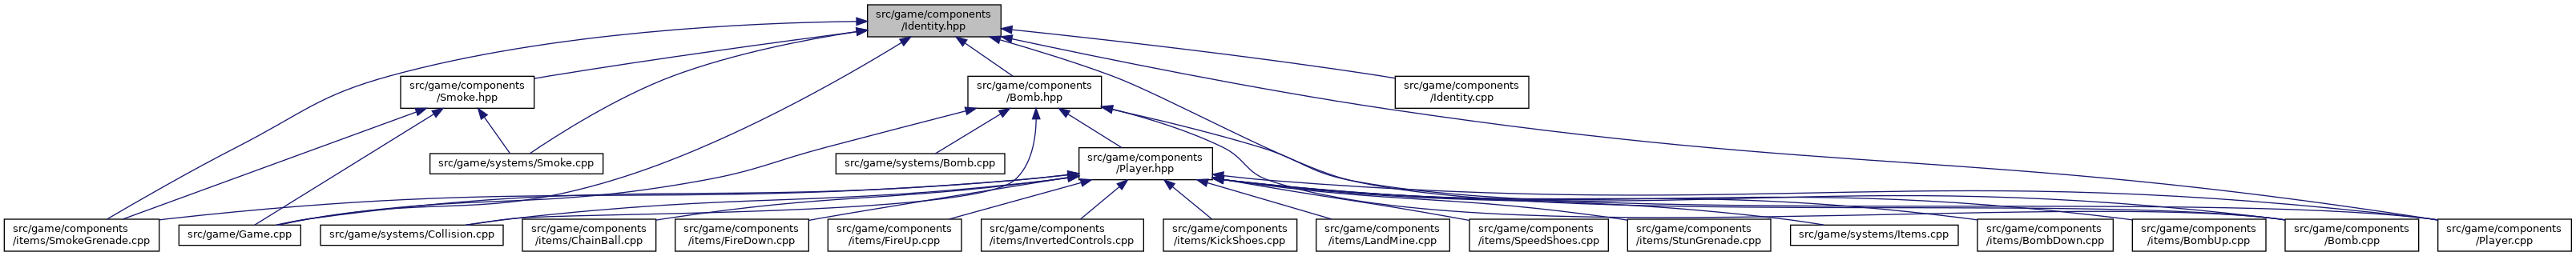 src/game/components
/Identity.hpp
src/game/components
/Smoke.hpp
src/game/components
/Bomb.hpp
src/game/components
/Identity.cpp
src/game/systems/Smoke.cpp
src/game/systems/Bomb.cpp
src/game/components
/Player.hpp
src/game/components
/items/SmokeGrenade.cpp
src/game/Game.cpp
src/game/systems/Collision.cpp
src/game/components
/items/ChainBall.cpp
src/game/components
/items/FireDown.cpp
src/game/components
/items/FireUp.cpp
src/game/components
/items/InvertedControls.cpp
src/game/components
/items/KickShoes.cpp
src/game/components
/items/LandMine.cpp
src/game/components
/items/SpeedShoes.cpp
src/game/components
/items/StunGrenade.cpp
src/game/systems/Items.cpp
src/game/components
/items/BombDown.cpp
src/game/components
/items/BombUp.cpp
src/game/components
/Bomb.cpp
src/game/components
/Player.cpp